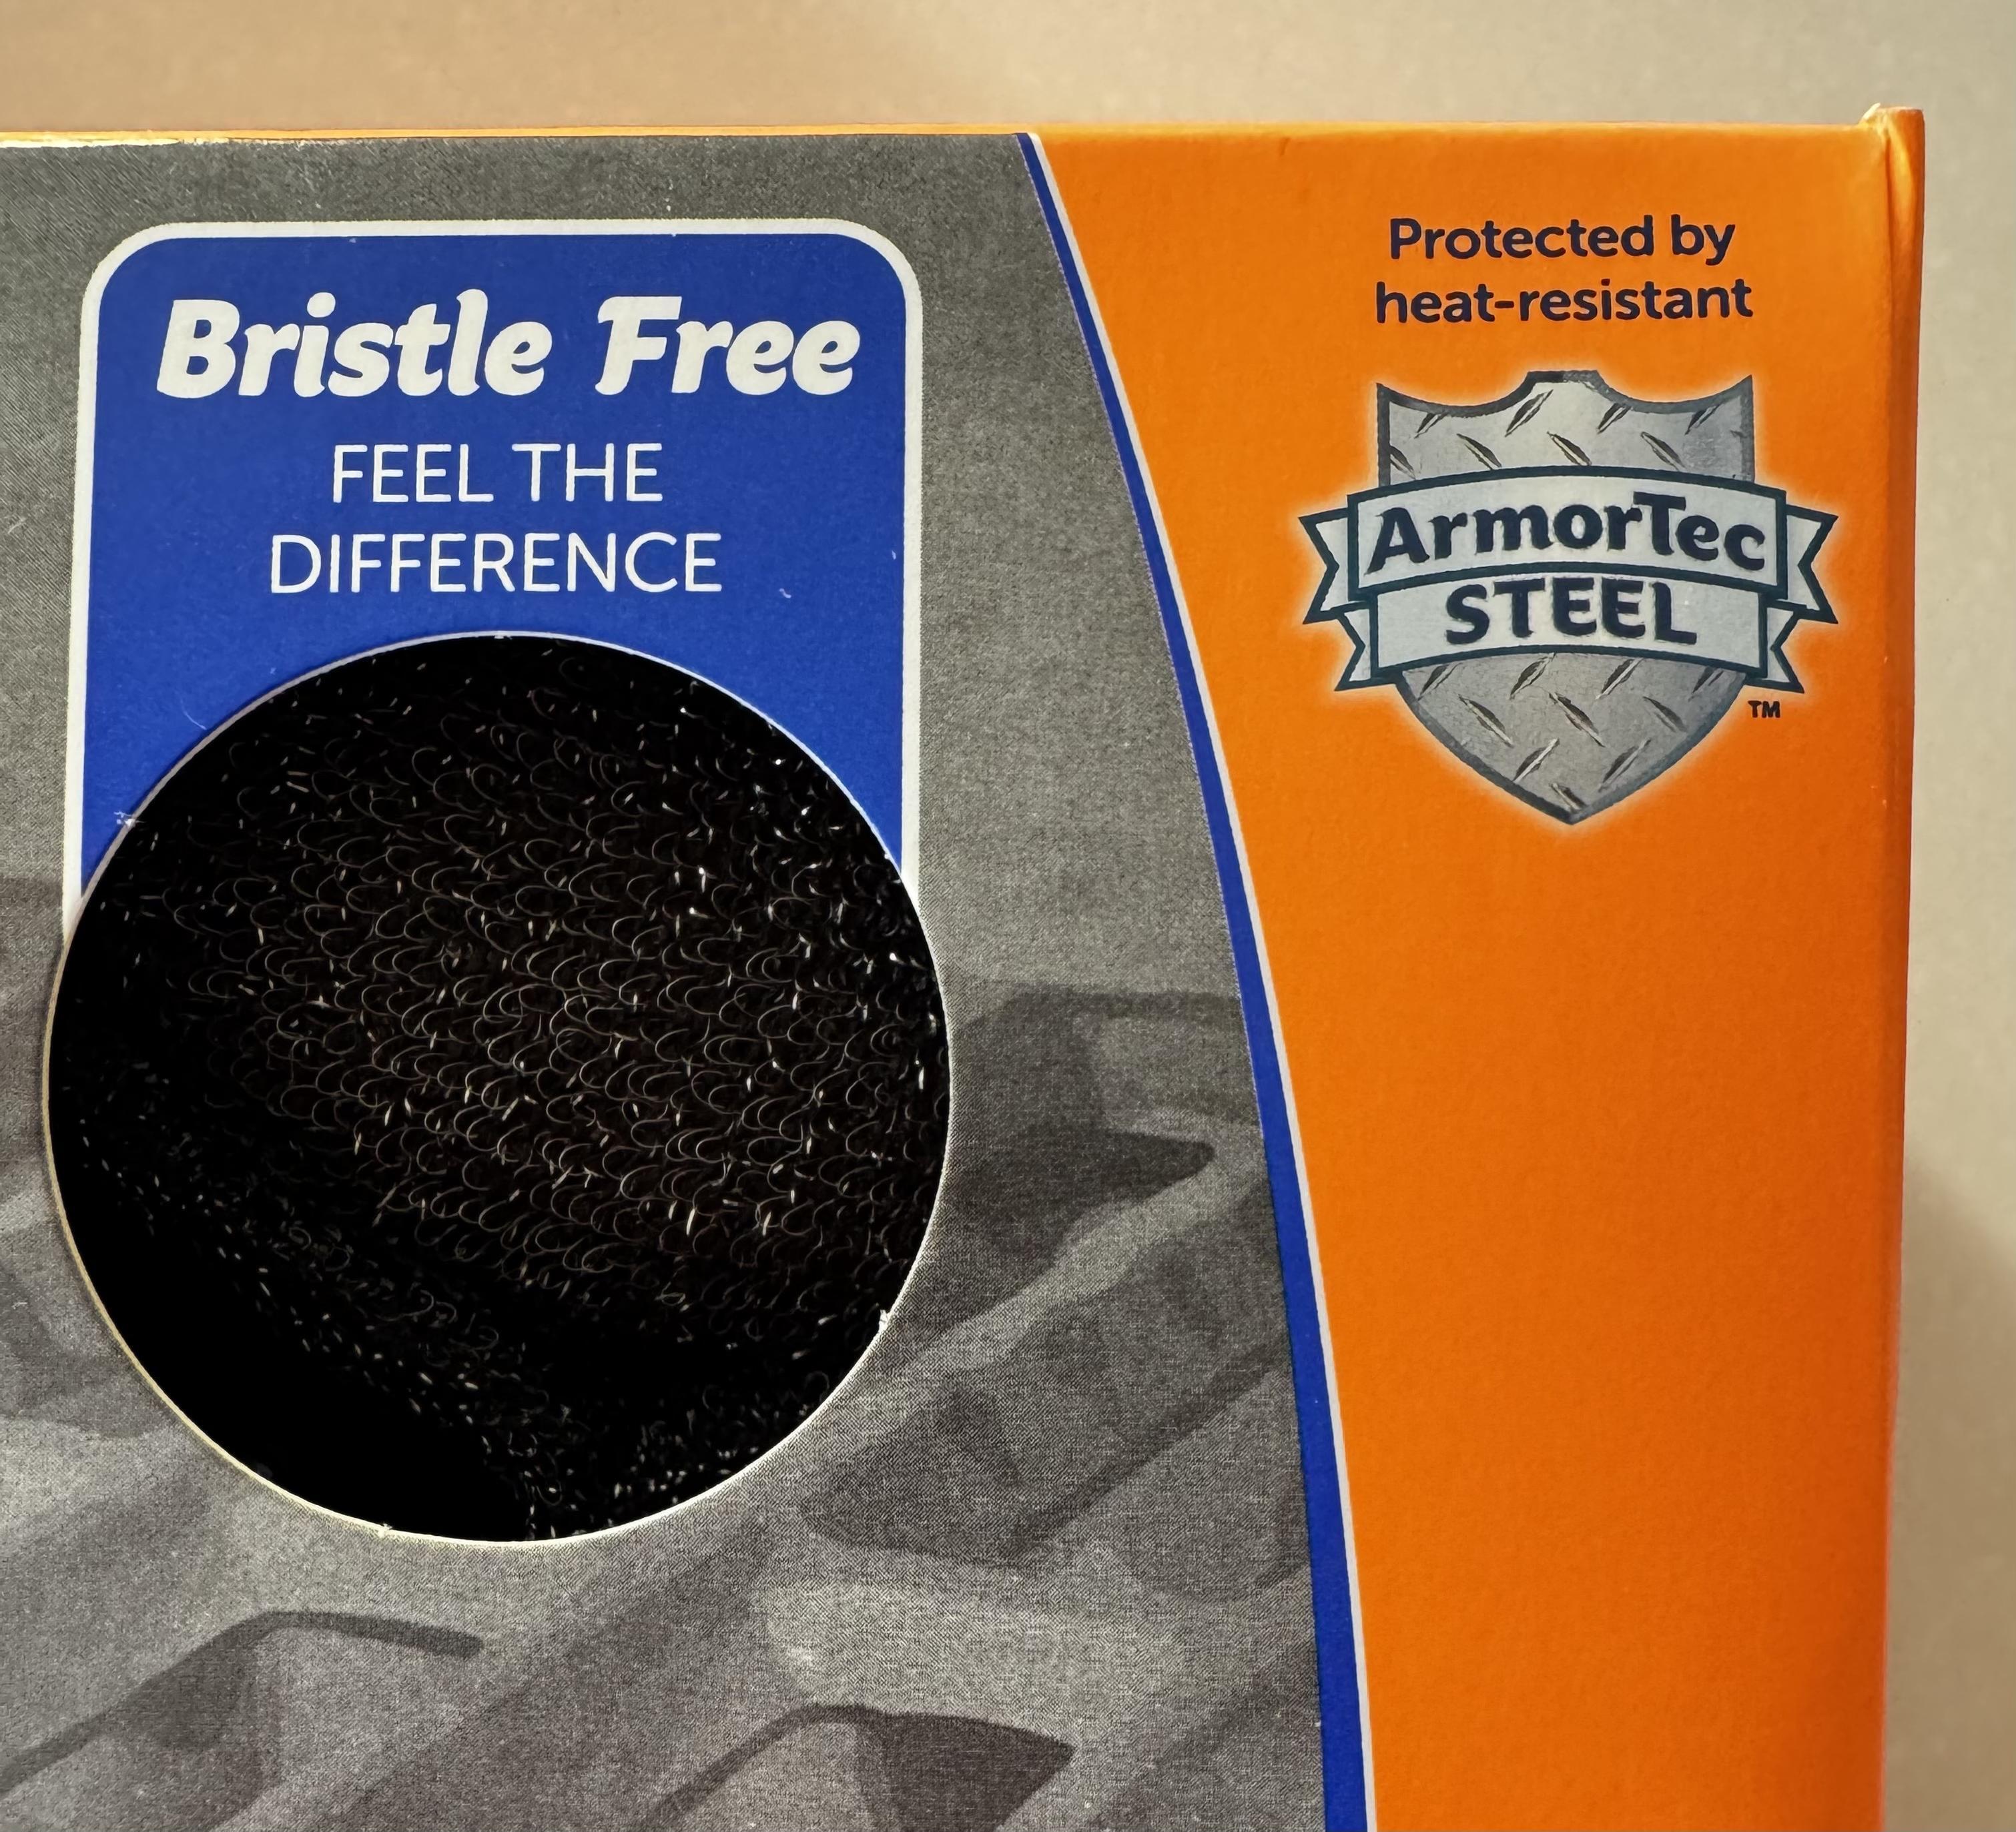 Bristle Free
FEEL THE
DIFFERENCE
Protected by
heat-resistant
ArmorTec
STEEL
TM